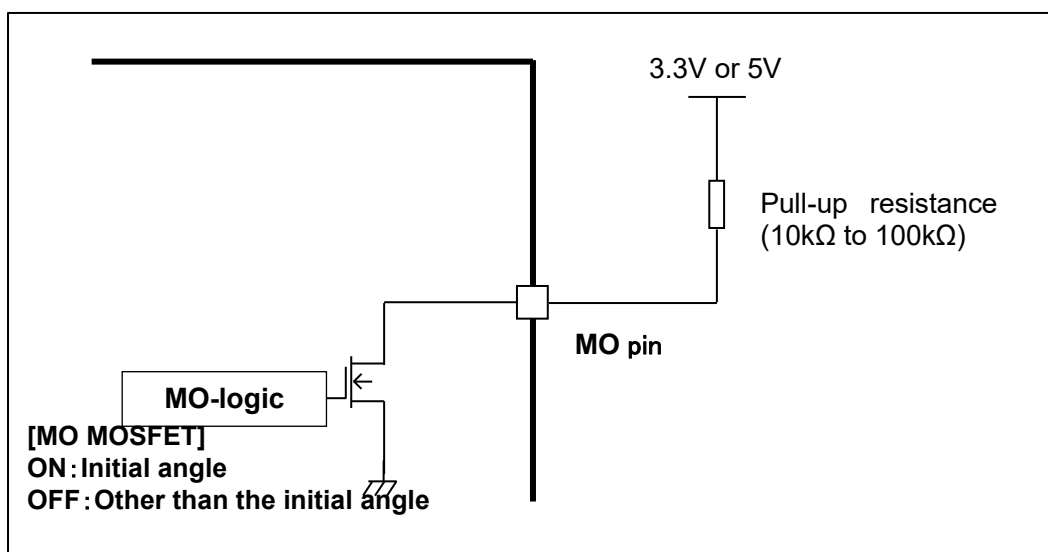 3.3V or 5V
Pull-up resistance
(10kΩ to 100kΩ)
MO pin
MO-logic
[MO MOSFET]
ON:Initial angle
OFF:Other than the initial angle